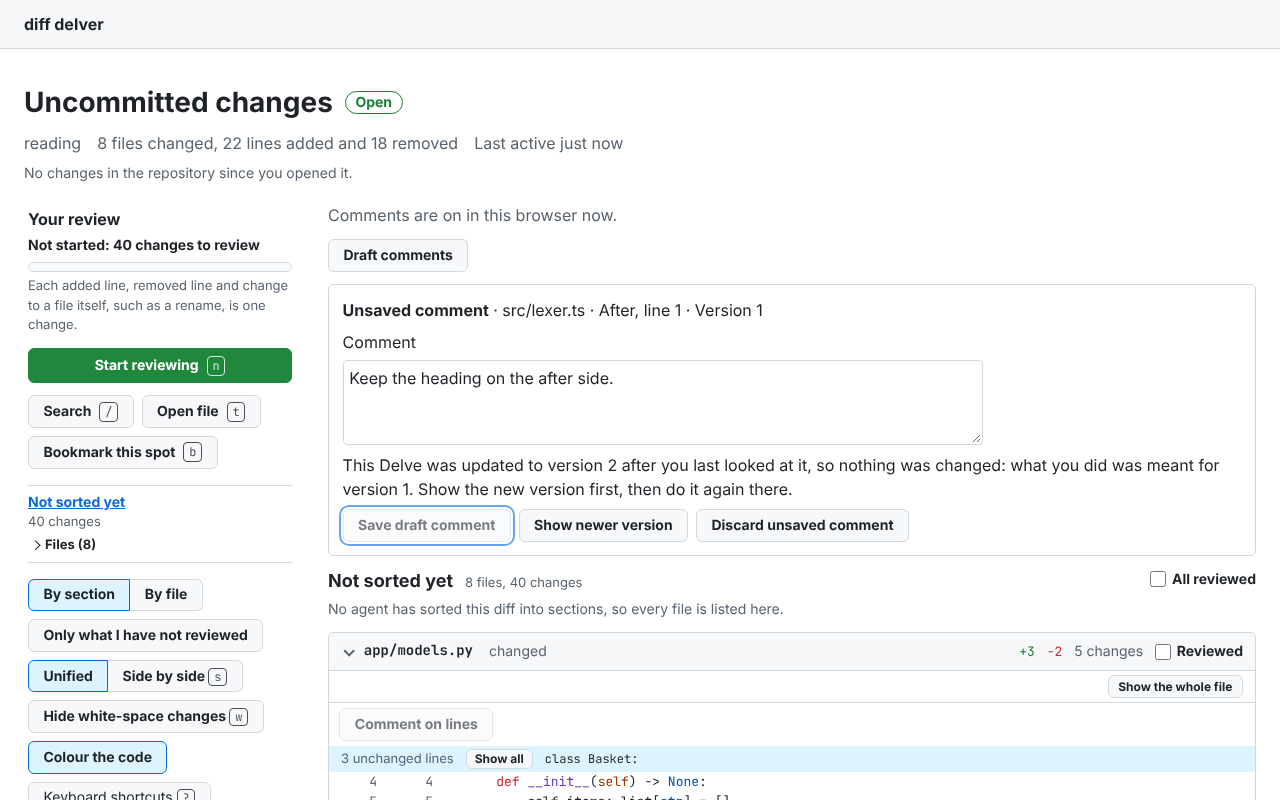 diff delver
Uncommitted changes Open
reading 8 files changed, 22 lines added and 18 removed Last active just now
No changes in the repository since you opened it.
Your review
Not started: 40 changes to review
Each added line, removed line and change
to a file itself, such as a rename, is one
change.
Start reviewing n
Search / Open file t
Bookmark this spot b
Not sorted yet
40 changes
Files (8)
By section By file
Only what I have not reviewed
Unified Side by side s
Hide white-space changes w
Colour the code
Keyboard shortcuts ?
Comments are on in this browser now.
Draft comments
Unsaved comment · src/lexer.ts · After, line 1 · Version 1
Comment
Keep the heading on the after side.
This Delve was updated to version 2 after you last looked at it, so nothing was changed: what you did was meant for
version 1. Show the new version first, then do it again there.
Save draft comment Show newer version Discard unsaved comment
Not sorted yet 8 files, 40 changes All reviewed
No agent has sorted this diff into sections, so every file is listed here.
app/models.py changed +3 -2 5 changes Reviewed
Show the whole file
Comment on lines
3 unchanged lines Show all class Basket:
4 4 def __init__(self) -> None:
5 5 self.items: list[str] = []